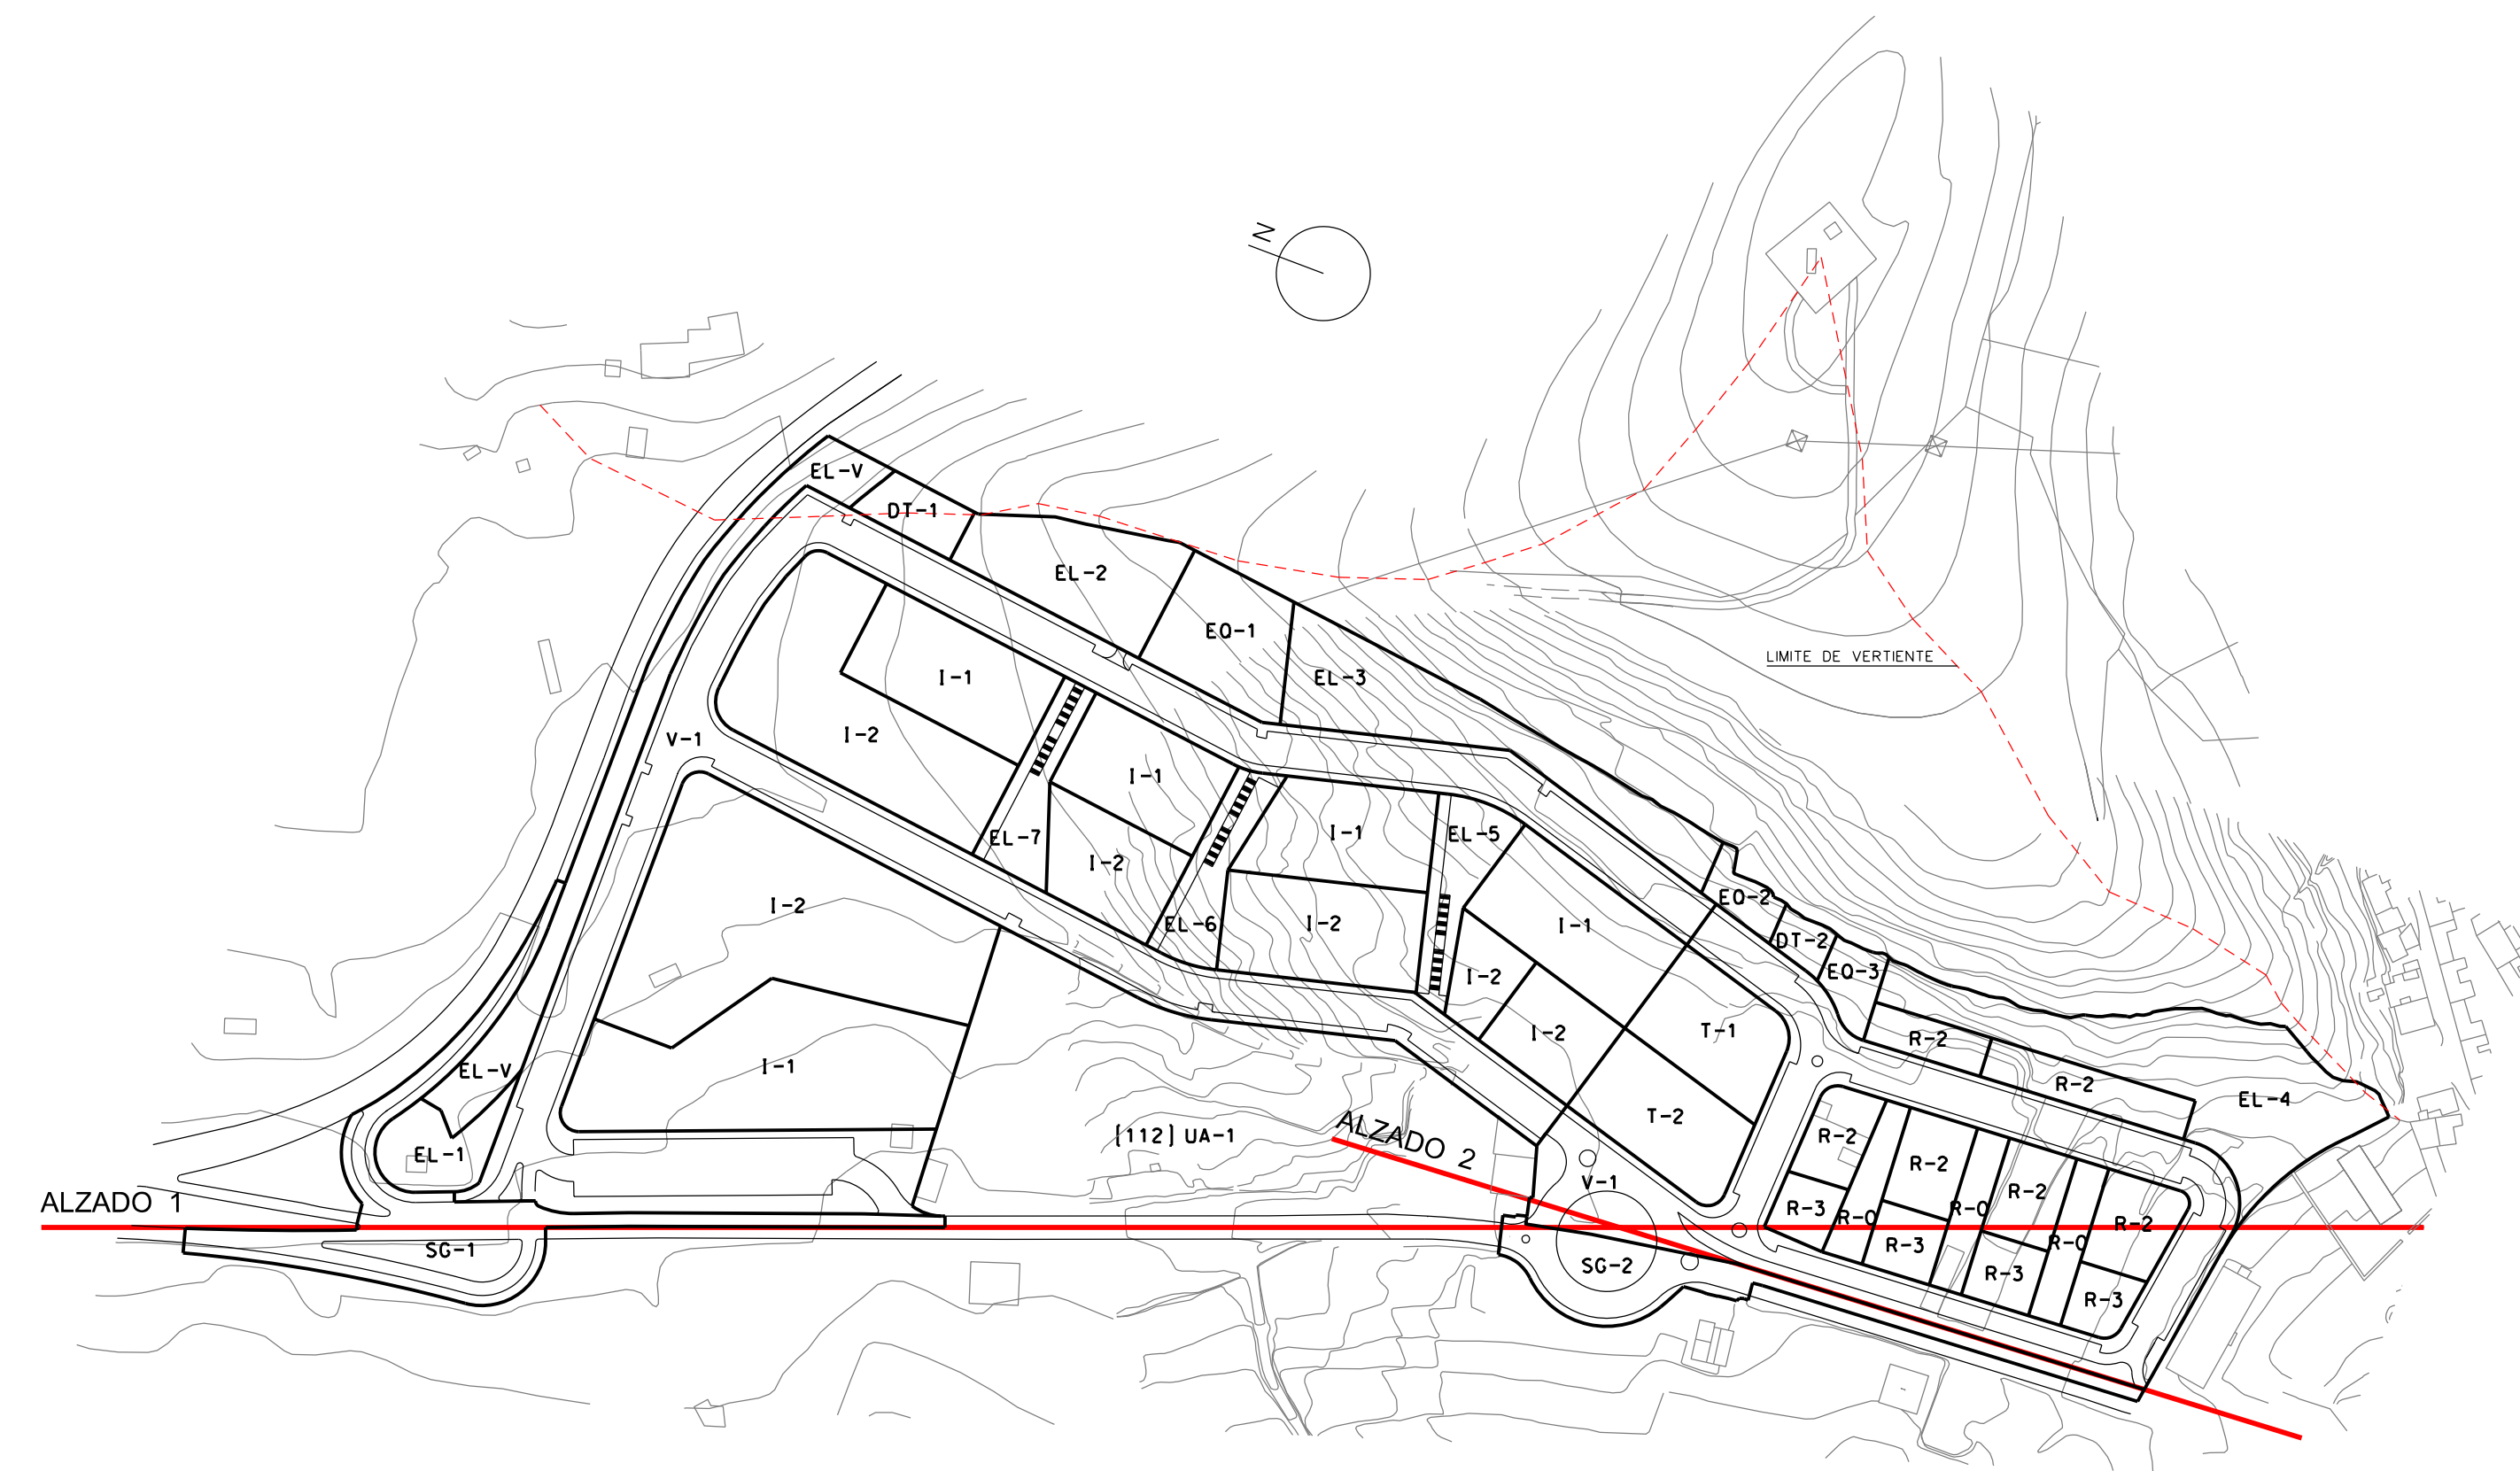 N
EL-V
DT-1
EL-2
EQ-1
LIMITE DE VERTIENTE
I-1
EL-3
I-2
V-1
I-1
EL-7
I-2
I-1
EL-5
I-2
EL-6
I-2
I-1
EQ-2
DT-2
EQ-3
I-2
I-2
T-1
R-2
I-1
EL-V
R-2
EL-4
T-2
ALZADO 2
[112] UA-1
R-2
EL-1
R-2
V-1
R-2
ALZADO 1
R-3
R-0
R-0
R-2
SG-1
R-3
R-0
SG-2
R-3
R-3